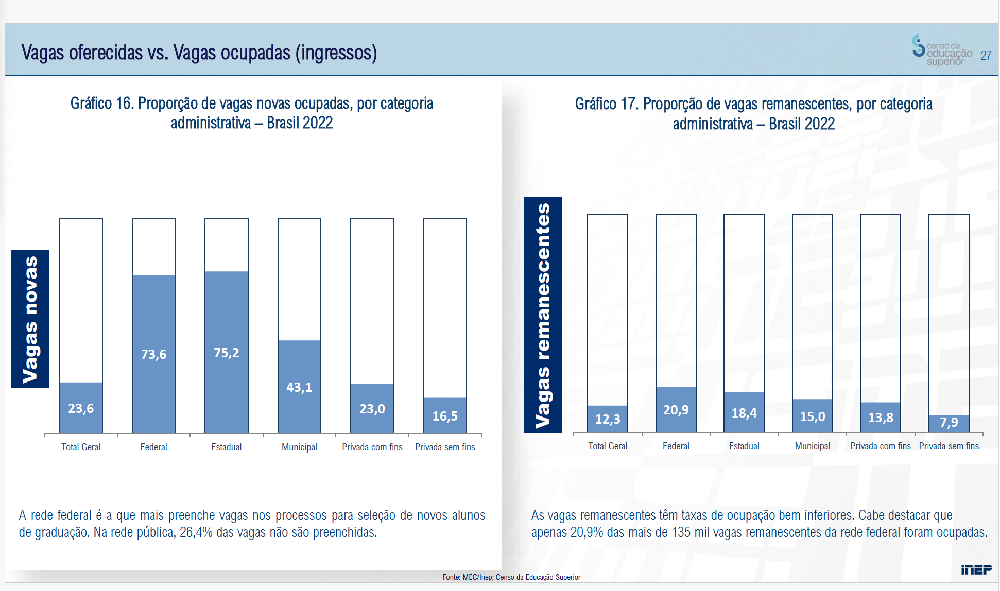 Vagas oferecidas vs. Vagas ocupadas (ingressos)
censo da
educação
superior
27
Gráfico 16. Proporção de vagas novas ocupadas, por categoria
administrativa – Brasil 2022
Vagas novas
23,6
73,6
75,2
43,1
23,0
16,5
Total Geral
Federal
Estadual
Municipal
Privada com fins
Privada sem fins
A rede federal é a que mais preenche vagas nos processos para seleção de novos alunos
de graduação. Na rede pública, 26,4% das vagas não são preenchidas.
Gráfico 17. Proporção de vagas remanescentes, por categoria
administrativa – Brasil 2022
Vagas remanescentes
12,3
20,9
18,4
15,0
13,8
7,9
Total Geral
Federal
Estadual
Municipal
Privada com fins
Privada sem fins
As vagas remanescentes têm taxas de ocupação bem inferiores. Cabe destacar que
apenas 20,9% das mais de 135 mil vagas remanescentes da rede federal foram ocupadas.
Fonte: MEC/Inep; Censo da Educação Superior
INEP